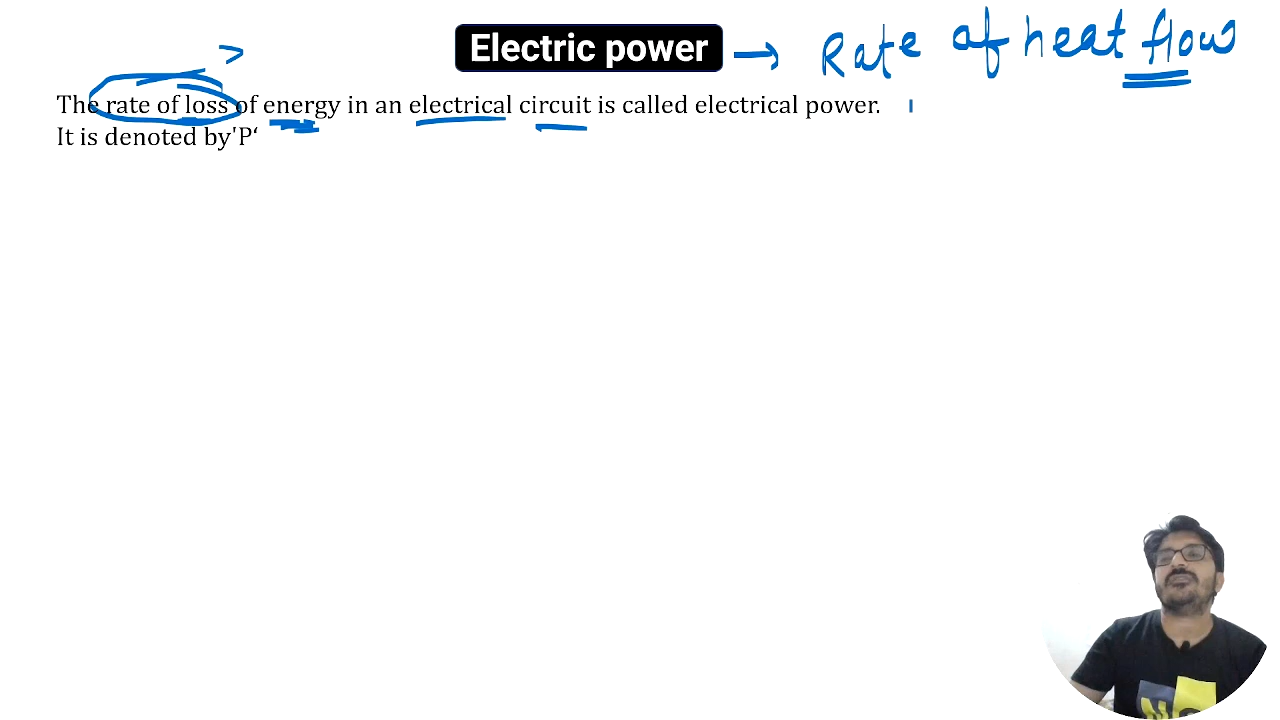 Electric power → Rate of heat flow
The rate of loss of energy in an electrical circuit is called electrical power.
It is denoted by'P‘